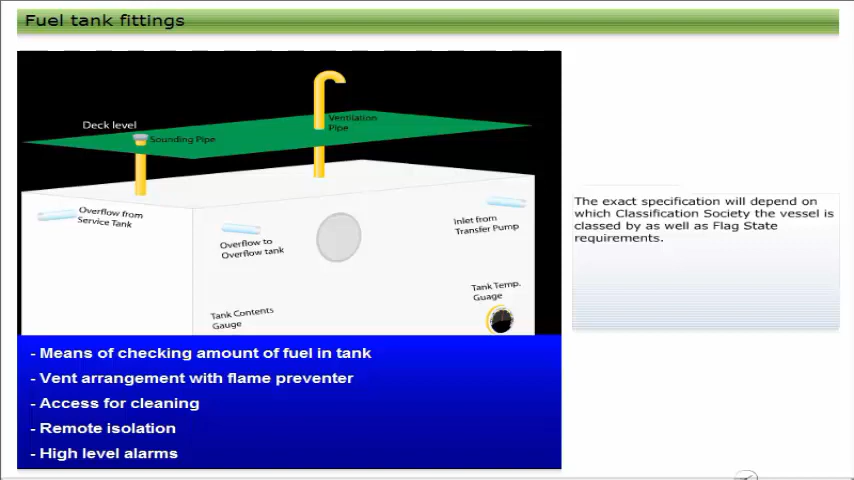 Fuel tank fittings
Deck level
Sounding Pipe
Ventilation
Pipe
Overflow from
Service Tank
Overflow to
Overflow tank
Inlet from
Transfer Pump
Tank Contents
Gauge
Tank Temp.
Guage
The exact specification will depend on
which Classification Society the vessel is
classed by as well as Flag State
requirements.
- Means of checking amount of fuel in tank
- Vent arrangement with flame preventer
- Access for cleaning
- Remote isolation
- High level alarms